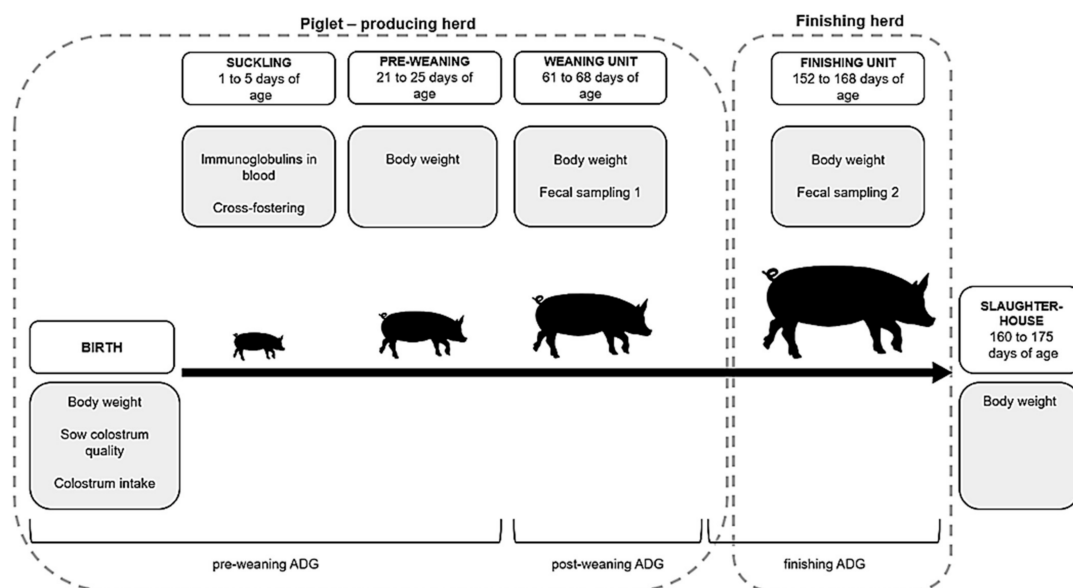 Piglet – producing herd
Finishing herd
SUCKLING
1 to 5 days of
age
PRE-WEANING
21 to 25 days of
age
WEANING UNIT
61 to 68 days of
age
FINISHING UNIT
152 to 168 days of
age
Immunoglobulins in
blood
Cross-fostering
Body weight
Body weight
Fecal sampling 1
Body weight
Fecal sampling 2
BIRTH
SLAUGHTER-
HOUSE
160 to 175
days of age
Body weight
Sow colostrum
quality
Colostrum intake
Body weight
pre-weaning ADG
post-weaning ADG
finishing ADG